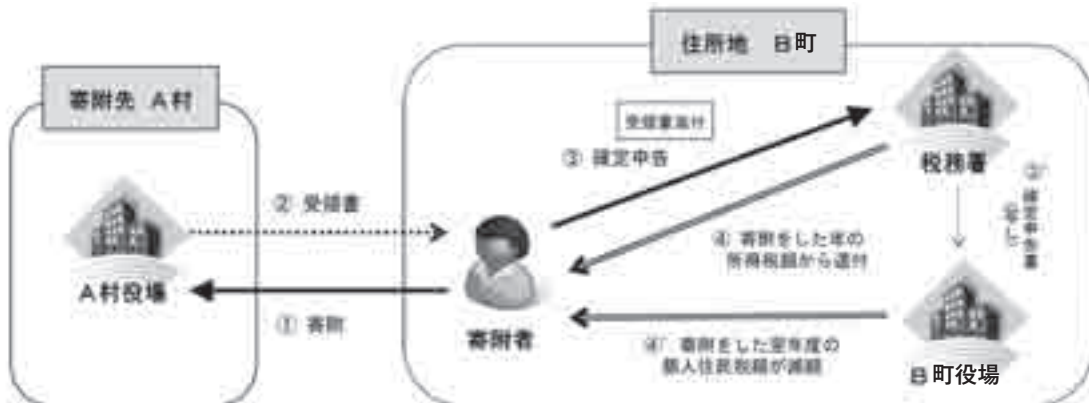 住所地 B町
寄附先 A村
受領書添付
③ 確定申告
税務署
② 受領書
③´ 確定申告書
(写し)
④ 寄附をした年の
所得税額から還付
A村役場
① 寄附
寄附者
④´ 寄附をした翌年度の
個人住民税額が減額
B町役場